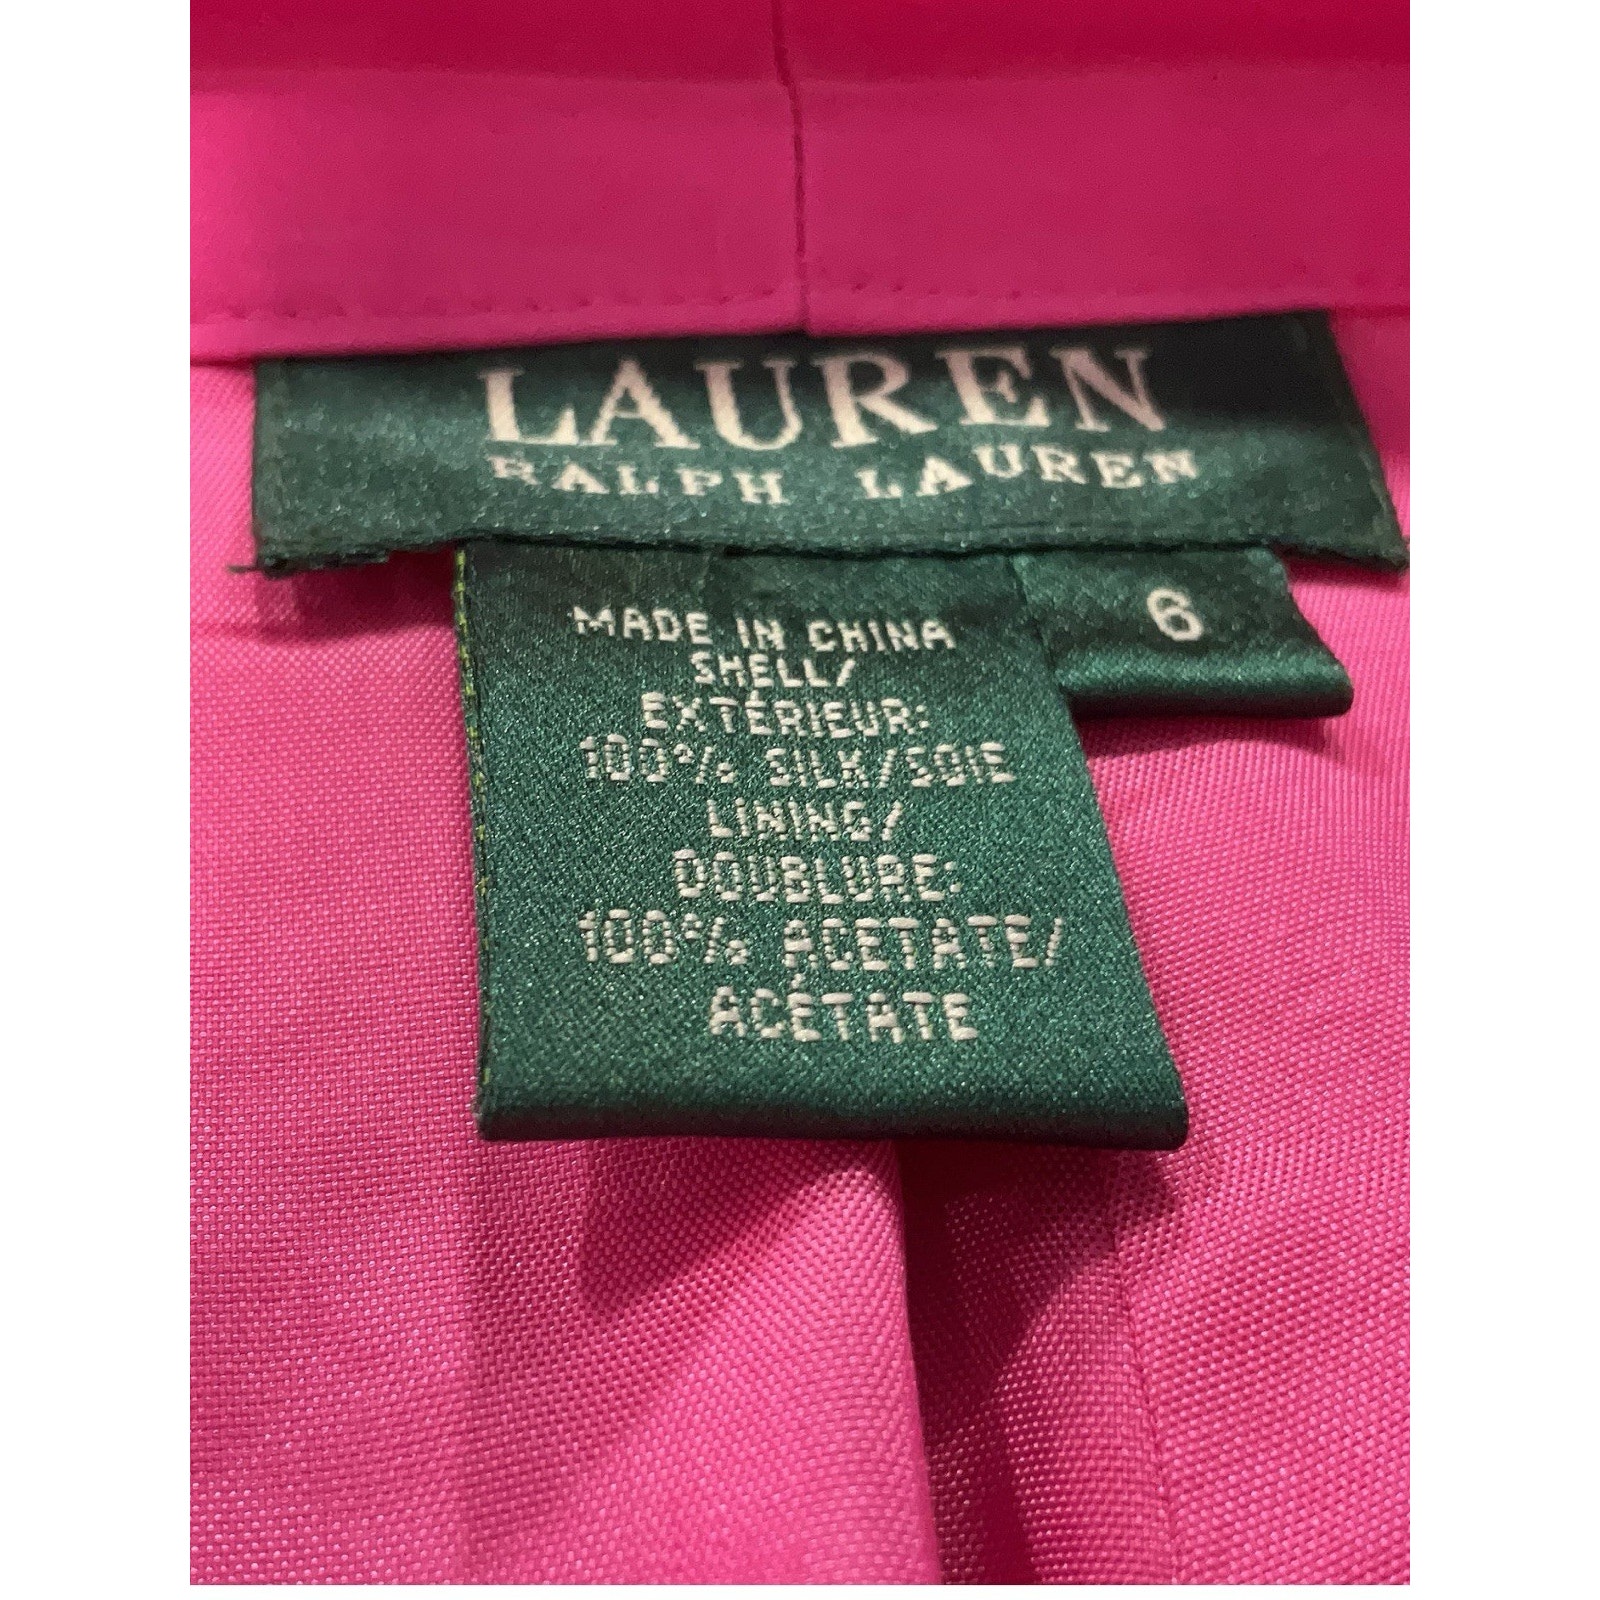 LAUREN
RALPH LAUREN
6
MADE IN CHINA
SHELL/
EXTÉRIEUR:
100% SILK/SOIE
LINING/
DOUBLURE:
100% ACETATE/
ACÉTATE